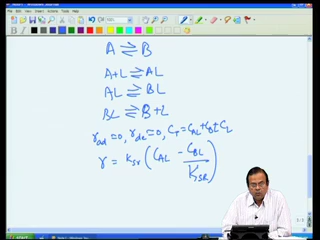 A ⇌ B
A+L ⇌ AL
AL ⇌ BL
BL ⇌ B+L
r_ad ≈0, r_de ≈0, C_T = C_AL + C_BL + C_L
r = k_SR ( C_AL − C_BL / K_SR )